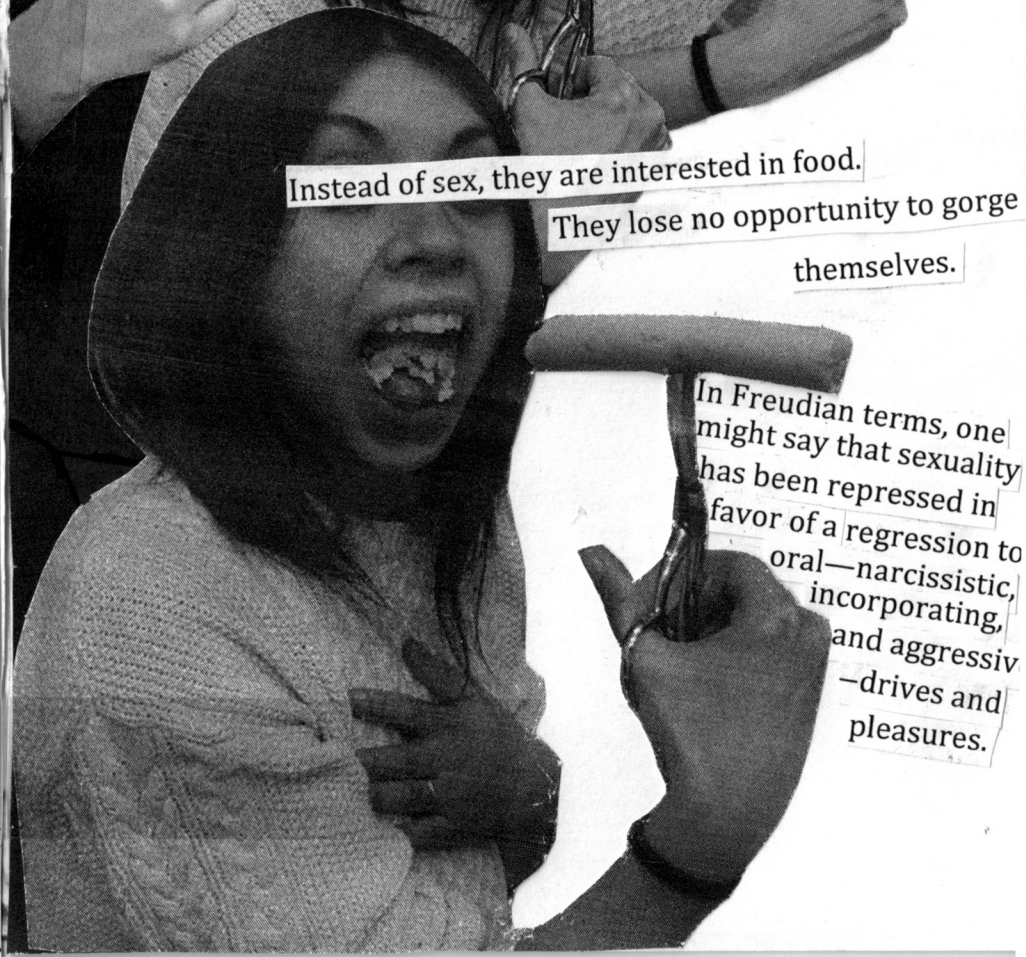 Instead of sex, they are interested in food.
They lose no opportunity to gorge
themselves.
In Freudian terms, one
might say that sexuality
has been repressed in
favor of a regression to
oral—narcissistic,
incorporating,
and aggressiv
–drives and
pleasures.